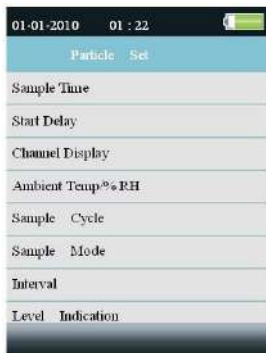 01-01-2010 01 : 22
Particle Set
Sample Time
Start Delay
Channel Display
Ambient Temp/%RH
Sample Cycle
Sample Mode
Interval
Level Indication